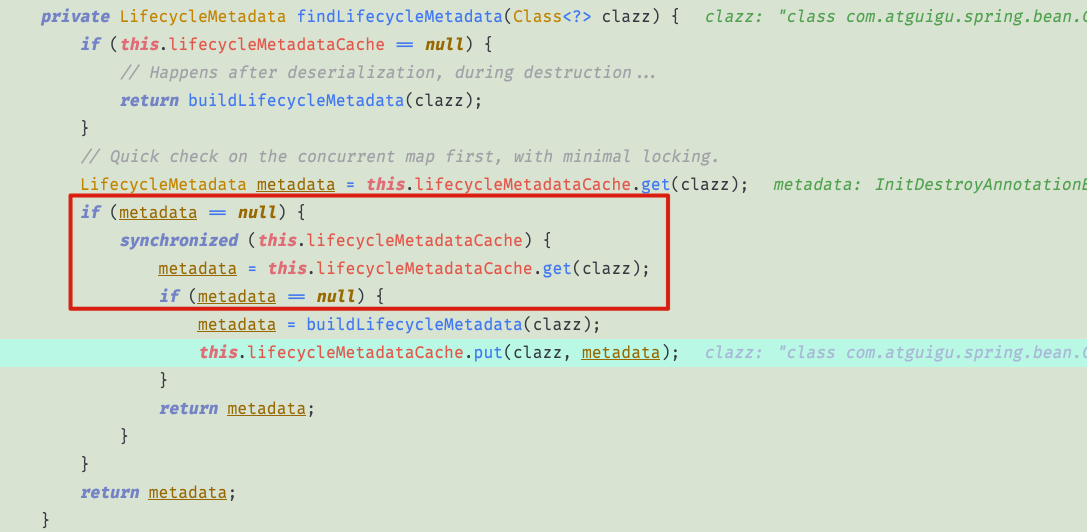 private LifecycleMetadata findLifecycleMetadata(Class<?> clazz) {   clazz: "class com.atguigu.spring.bean.
    if (this.lifecycleMetadataCache == null) {
        // Happens after deserialization, during destruction...
        return buildLifecycleMetadata(clazz);
    }
    // Quick check on the concurrent map first, with minimal locking.
    LifecycleMetadata metadata = this.lifecycleMetadataCache.get(clazz);   metadata: InitDestroyAnnotation
    if (metadata == null) {
        synchronized (this.lifecycleMetadataCache) {
            metadata = this.lifecycleMetadataCache.get(clazz);
            if (metadata == null) {
                metadata = buildLifecycleMetadata(clazz);
                this.lifecycleMetadataCache.put(clazz, metadata);   clazz: "class com.atguigu.spring.bean.
            }
            return metadata;
        }
    }
    return metadata;
}